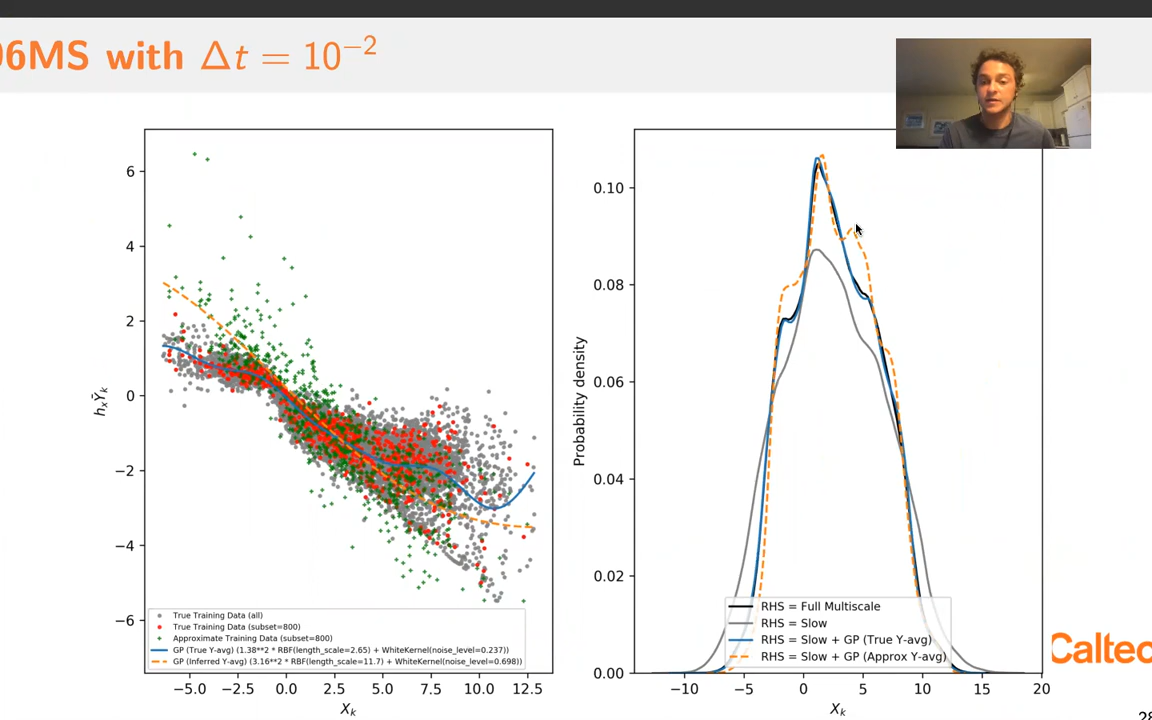 06MS with Δt = 10⁻²
6
4
2
0
−2
−4
−6
h_xȲ_k
−5.0 −2.5 0.0 2.5 5.0 7.5 10.0 12.5
X_k
True Training Data (all)
True Training Data (subset=800)
Approximate Training Data (subset=800)
GP (True Y-avg) (1.38**2 * RBF(length_scale=2.65) + WhiteKernel(noise_level=0.237))
GP (Inferred Y-avg) (3.16**2 * RBF(length_scale=11.7) + WhiteKernel(noise_level=0.698))
0.10
0.08
0.06
0.04
0.02
0.00
Probability density
−10 −5 0 5 10 15 20
X_k
RHS = Full Multiscale
RHS = Slow
RHS = Slow + GP (True Y-avg)
RHS = Slow + GP (Approx Y-avg)
Caltec
28